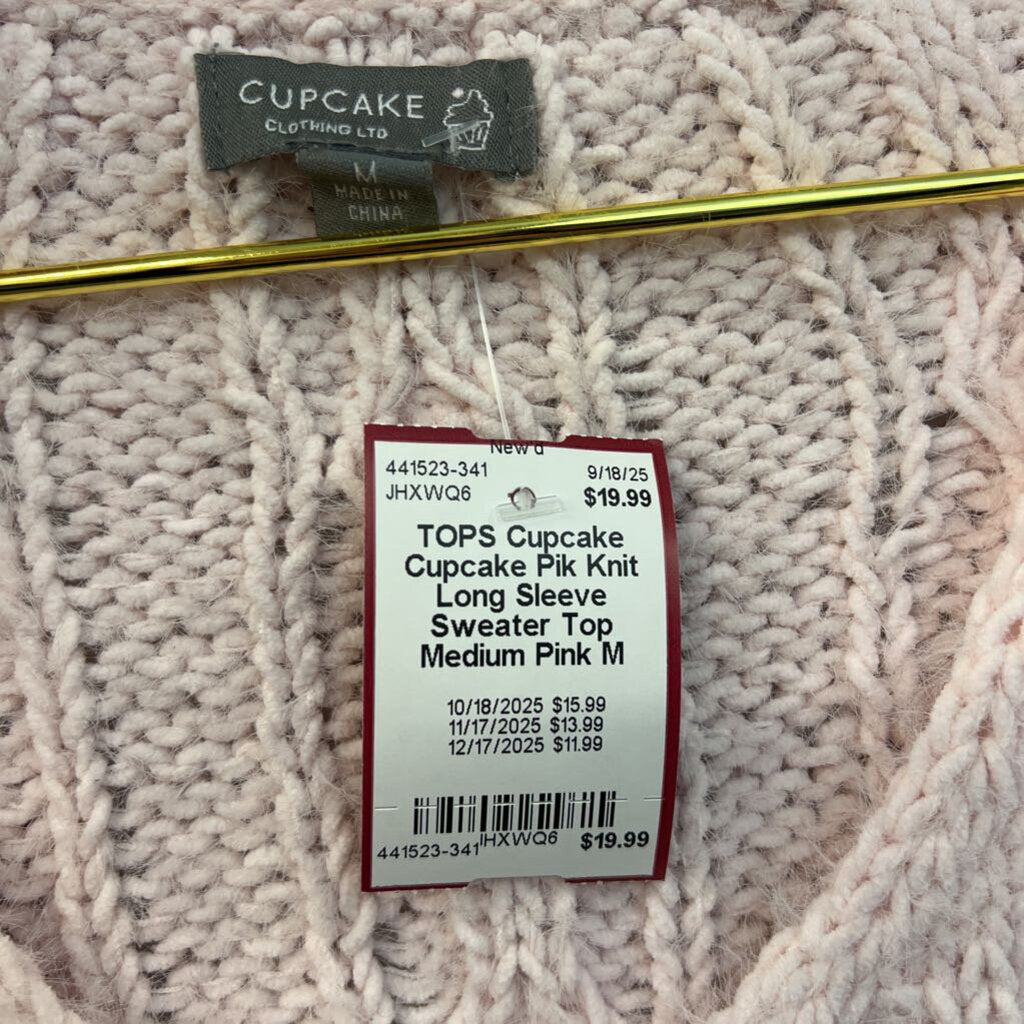 CUPCAKE
CLOTHING LTD
M
MADE IN
CHINA
New'd
441523-341 9/18/25
JHXWQ6 $19.99
TOPS Cupcake
Cupcake Pik Knit
Long Sleeve
Sweater Top
Medium Pink M
10/18/2025 $15.99
11/17/2025 $13.99
12/17/2025 $11.99
441523-341 JHXWQ6 $19.99